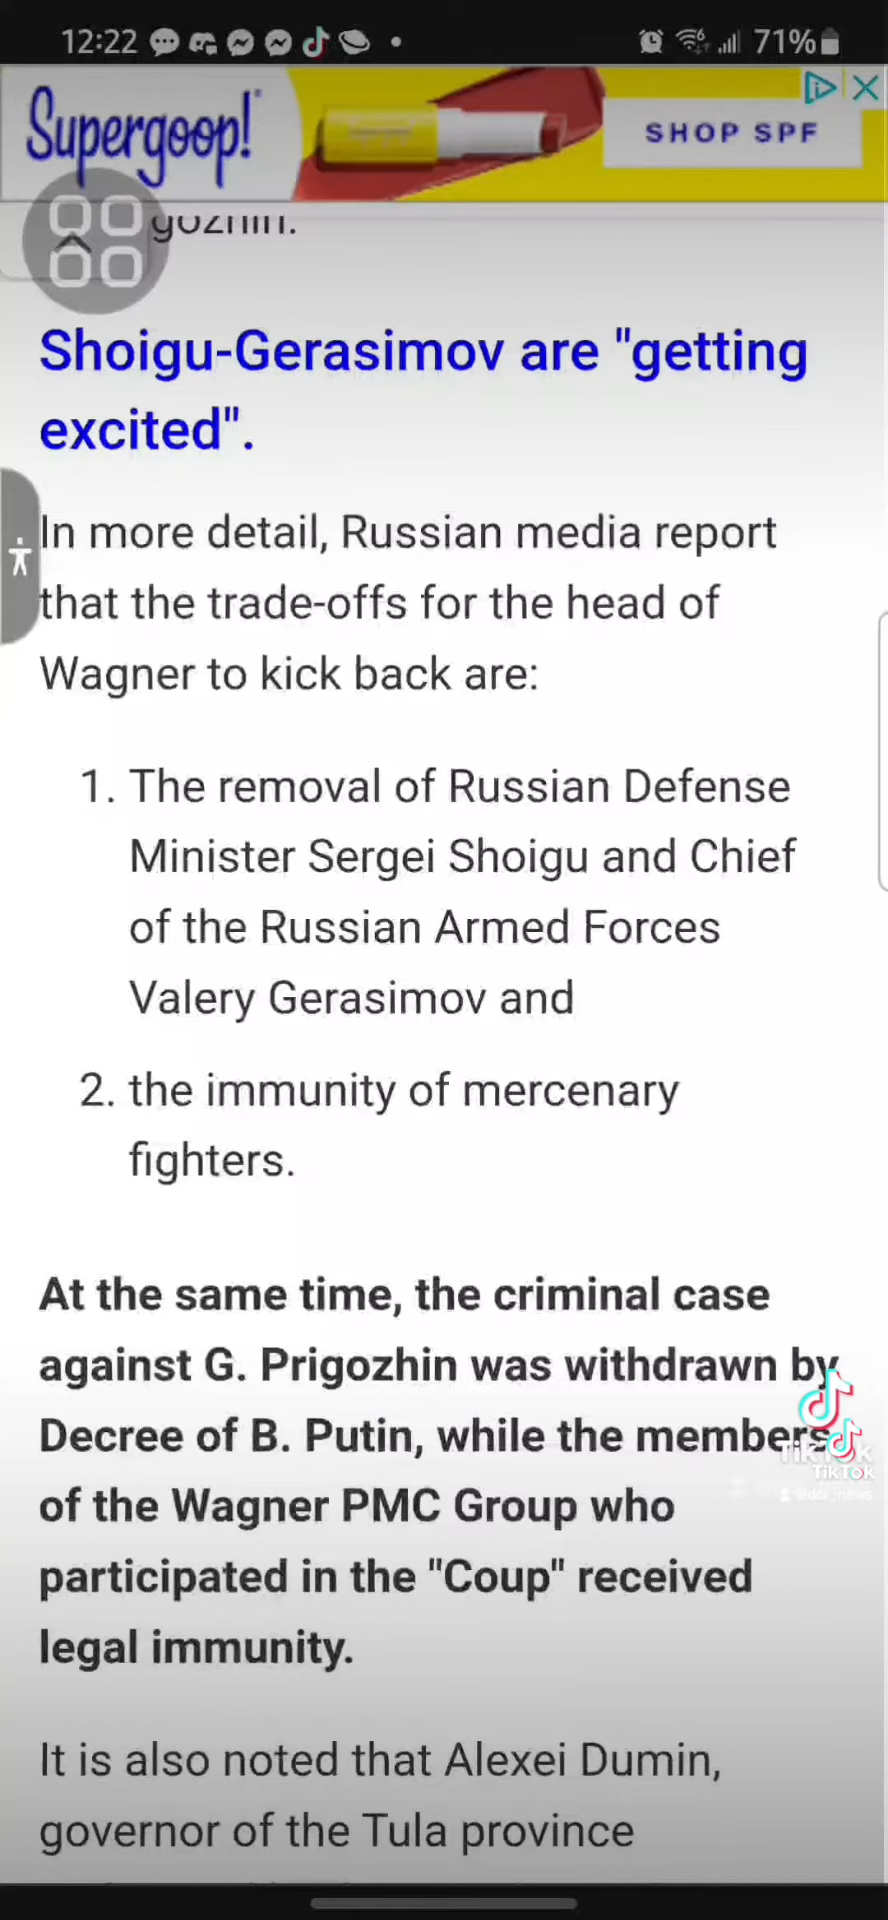 12:22
71%
Supergoop!
SHOP SPF
gozhin.
Shoigu-Gerasimov are "getting
excited".
In more detail, Russian media report
that the trade-offs for the head of
Wagner to kick back are:
1. The removal of Russian Defense
Minister Sergei Shoigu and Chief
of the Russian Armed Forces
Valery Gerasimov and
2. the immunity of mercenary
fighters.
At the same time, the criminal case
against G. Prigozhin was withdrawn by
Decree of B. Putin, while the members
of the Wagner PMC Group who
participated in the "Coup" received
legal immunity.
TikTok
TikTok
It is also noted that Alexei Dumin,
governor of the Tula province